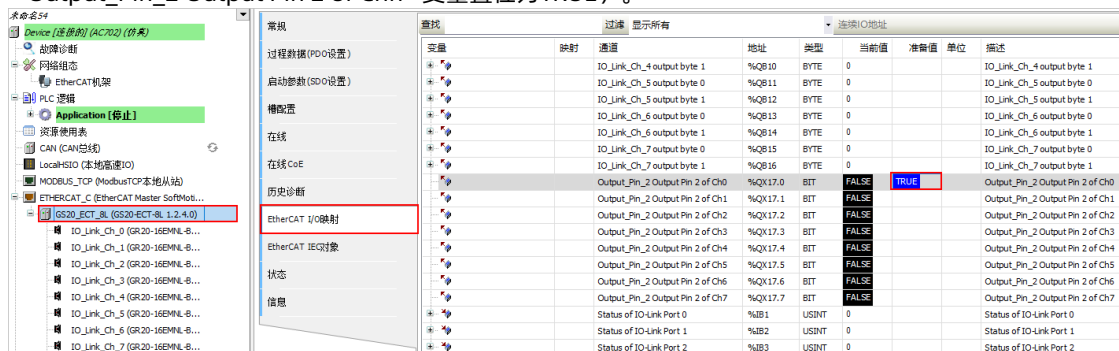 "Output_Pin_2 Output Pin 2 of Chn" 变量置位为TRUE）。
未命名54
Device [连接的] (AC702) (仿真)
故障诊断
网络组态
EtherCAT机架
PLC 逻辑
Application [停止]
资源使用表
CAN (CAN总线)
LocalHSIO (本地高速IO)
MODBUS_TCP (ModbusTCP本地从站)
ETHERCAT_C (EtherCAT Master SoftMoti...
GS20_ECT_8L (GS20-ECT-8L 1.2.4.0)
IO_Link_Ch_0 (GR20-16EMNL-B...
IO_Link_Ch_1 (GR20-16EMNL-B...
IO_Link_Ch_2 (GR20-16EMNL-B...
IO_Link_Ch_3 (GR20-16EMNL-B...
IO_Link_Ch_4 (GR20-16EMNL-B...
IO_Link_Ch_5 (GR20-16EMNL-B...
IO_Link_Ch_6 (GR20-16EMNL-B...
IO_Link_Ch_7 (GR20-16EMNL-B...
常规
过程数据(PDO设置)
启动参数(SDO设置)
槽配置
在线
在线CoE
历史诊断
EtherCAT I/O映射
EtherCAT IEC对象
状态
信息
查找 过滤 显示所有 连续IO地址
变量 映射 通道 地址 类型 当前值 准备值 单位 描述
IO_Link_Ch_4 output byte 1 %QB10 BYTE 0 IO_Link_Ch_4 output byte 1
IO_Link_Ch_5 output byte 0 %QB11 BYTE 0 IO_Link_Ch_5 output byte 0
IO_Link_Ch_5 output byte 1 %QB12 BYTE 0 IO_Link_Ch_5 output byte 1
IO_Link_Ch_6 output byte 0 %QB13 BYTE 0 IO_Link_Ch_6 output byte 0
IO_Link_Ch_6 output byte 1 %QB14 BYTE 0 IO_Link_Ch_6 output byte 1
IO_Link_Ch_7 output byte 0 %QB15 BYTE 0 IO_Link_Ch_7 output byte 0
IO_Link_Ch_7 output byte 1 %QB16 BYTE 0 IO_Link_Ch_7 output byte 1
Output_Pin_2 Output Pin 2 of Ch0 %QX17.0 BIT FALSE TRUE Output_Pin_2 Output Pin 2 of Ch0
Output_Pin_2 Output Pin 2 of Ch1 %QX17.1 BIT FALSE Output_Pin_2 Output Pin 2 of Ch1
Output_Pin_2 Output Pin 2 of Ch2 %QX17.2 BIT FALSE Output_Pin_2 Output Pin 2 of Ch2
Output_Pin_2 Output Pin 2 of Ch3 %QX17.3 BIT FALSE Output_Pin_2 Output Pin 2 of Ch3
Output_Pin_2 Output Pin 2 of Ch4 %QX17.4 BIT FALSE Output_Pin_2 Output Pin 2 of Ch4
Output_Pin_2 Output Pin 2 of Ch5 %QX17.5 BIT FALSE Output_Pin_2 Output Pin 2 of Ch5
Output_Pin_2 Output Pin 2 of Ch6 %QX17.6 BIT FALSE Output_Pin_2 Output Pin 2 of Ch6
Output_Pin_2 Output Pin 2 of Ch7 %QX17.7 BIT FALSE Output_Pin_2 Output Pin 2 of Ch7
Status of IO-Link Port 0 %IB1 USINT 0 Status of IO-Link Port 0
Status of IO-Link Port 1 %IB2 USINT 0 Status of IO-Link Port 1
Status of IO-Link Port 2 %IB3 USINT 0 Status of IO-Link Port 2